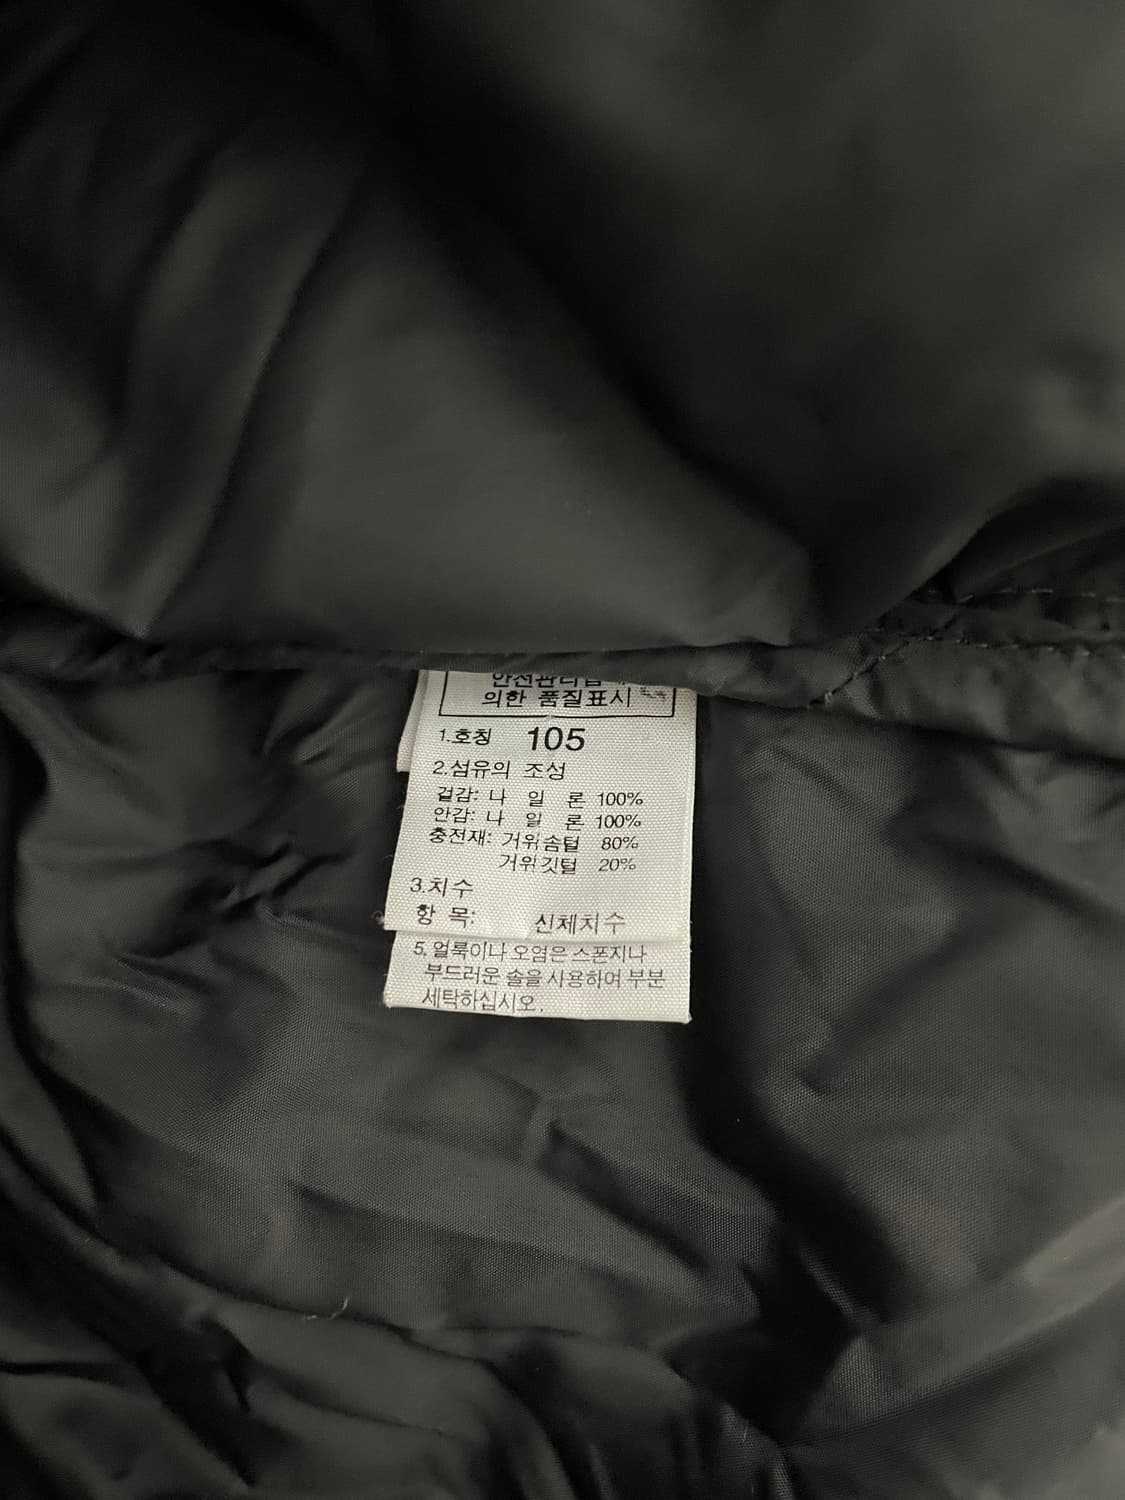 의한 품질표시
1.호칭 105
2.섬유의 조성
겉감: 나 일 론 100%
안감: 나 일 론 100%
충전재: 거위솜털 80%
거위깃털 20%
3.치수
항 목: 신체치수
5. 얼룩이나 오염은 스폰지나
부드러운 솔을 사용하여 부분
세탁하십시오.